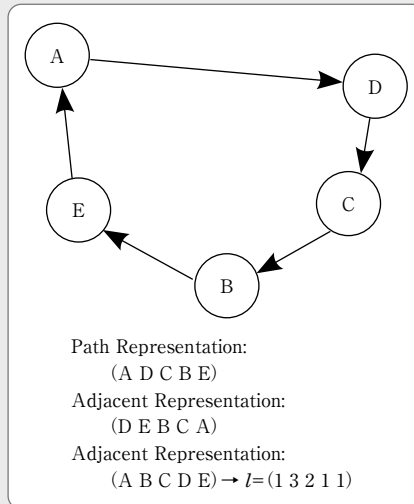 A
D
C
E
B
Path Representation:
(A D C B E)
Adjacent Representation:
(D E B C A)
Adjacent Representation:
(A B C D E) → l=(1 3 2 1 1)